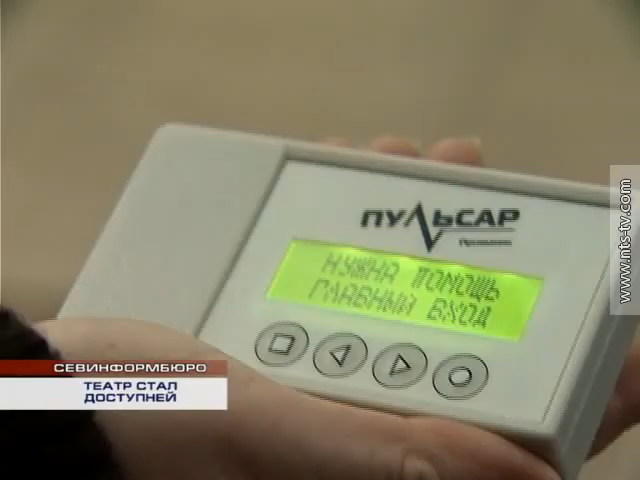 www.nts-tv.com
ПУЛЬСАР
НУЖНА ПОМОЩЬ
ГЛАВНЫЙ ВХОД
СЕВИНФОРМБЮРО
ТЕАТР СТАЛ
ДОСТУПНЕЙ